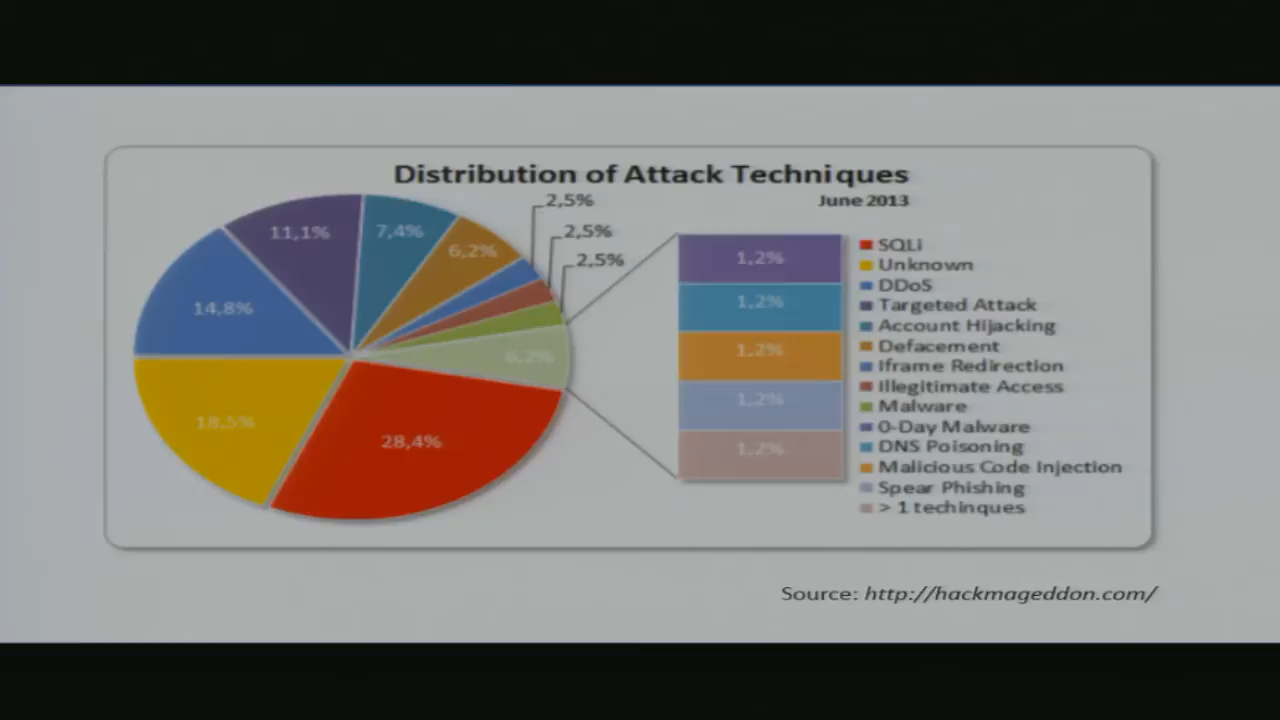 Distribution of Attack Techniques
June 2013
2,5%
2,5%
2,5%
11,1%
7,4%
6,2%
14,8%
6,2%
18,5%
28,4%
1,2%
1,2%
1,2%
1,2%
1,2%
SQLi
Unknown
DDoS
Targeted Attack
Account Hijacking
Defacement
Iframe Redirection
Illegitimate Access
Malware
0-Day Malware
DNS Poisoning
Malicious Code Injection
Spear Phishing
> 1 techinques
Source: http://hackmageddon.com/